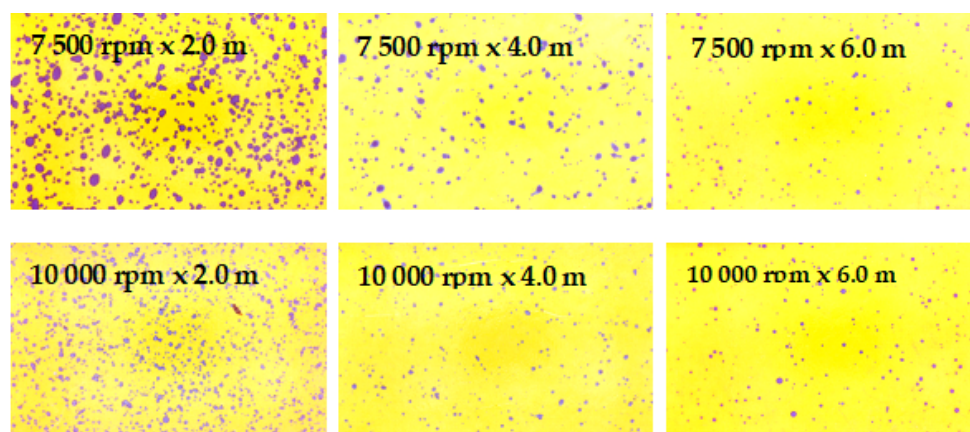 7 500 rpm x 2.0 m
7 500 rpm x 4.0 m
7 500 rpm x 6.0 m
10 000 rpm x 2.0 m
10 000 rpm x 4.0 m
10 000 rpm x 6.0 m